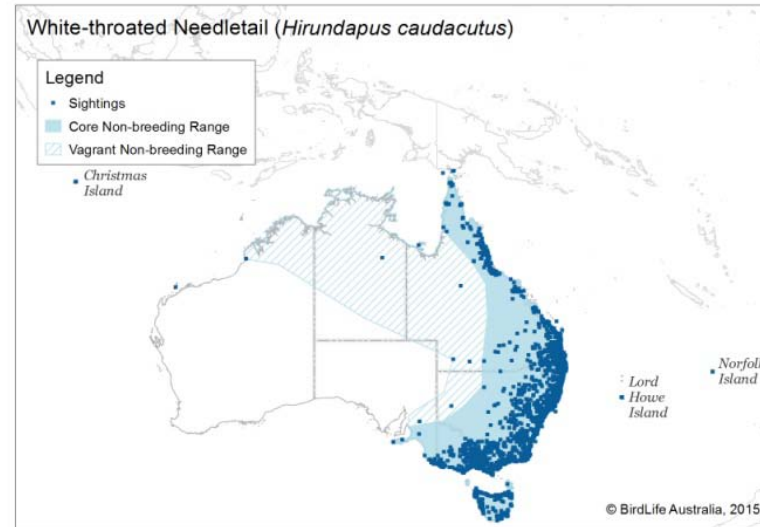 White-throated Needletail (Hirundapus caudacutus)
Legend
Sightings
Core Non-breeding Range
Vagrant Non-breeding Range
Christmas
Island
Lord
Howe
Island
Norfolk
Island
© BirdLife Australia, 2015